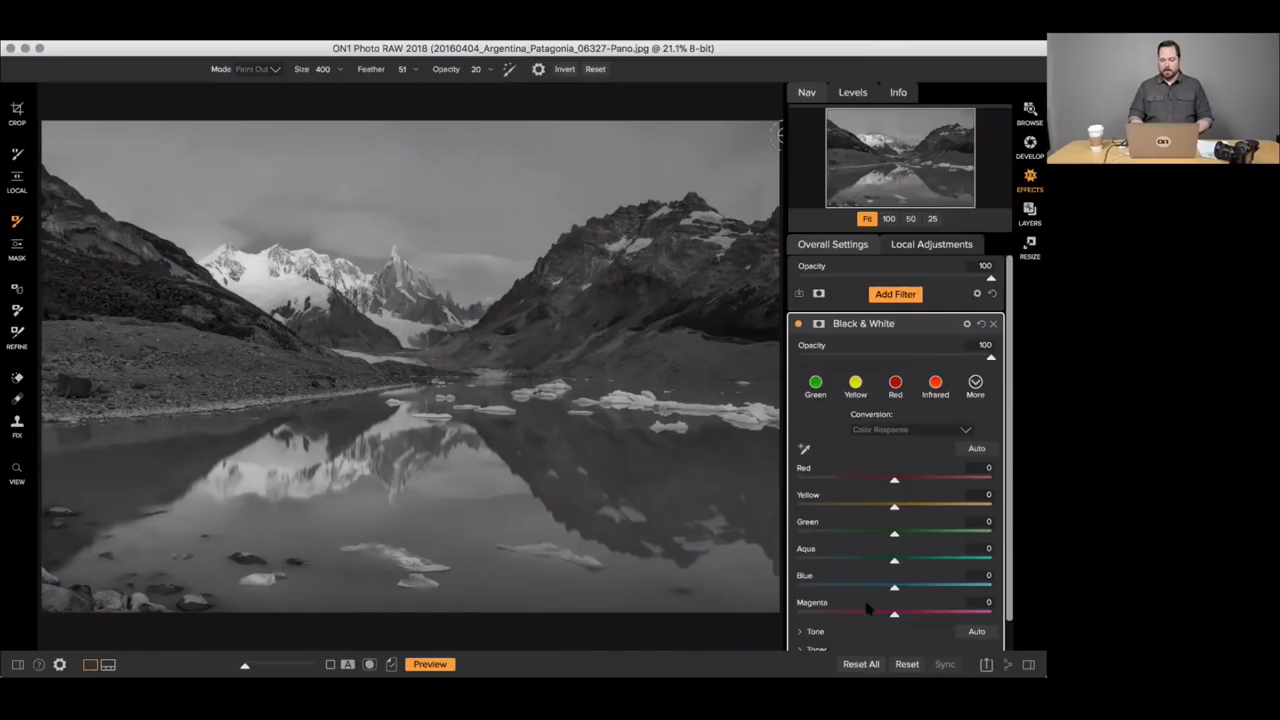 ON1 Photo RAW 2018 (20160404_Argentina_Patagonia_06327-Pano.jpg @ 21.1% 8-bit)
Mode Paint Out Size 400 Feather 51 Opacity 20 Invert Reset
CROP
LOCAL
MASK
REFINE
FIX
VIEW
Nav Levels Info
Fit 100 50 25
Overall Settings Local Adjustments
Opacity 100
Add Filter
Black & White
Opacity 100
Green Yellow Red Infrared More
Conversion:
Color Response
Auto
Red 0
Yellow 0
Green 0
Aqua 0
Blue 0
Magenta 0
Tone Auto
Toner
BROWSE
DEVELOP
EFFECTS
LAYERS
RESIZE
ON1
? A Preview
Reset All Reset Sync